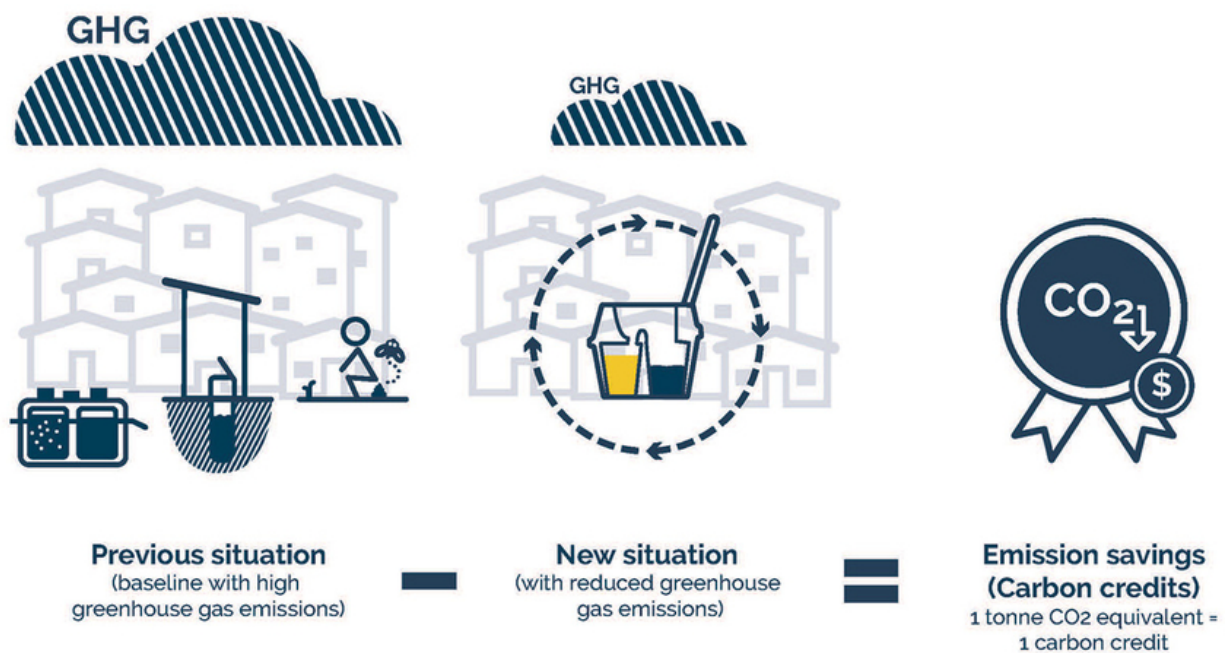 GHG
GHG
CO2
$
Previous situation
(baseline with high
greenhouse gas emissions)
New situation
(with reduced greenhouse
gas emissions)
Emission savings
(Carbon credits)
1 tonne CO2 equivalent =
1 carbon credit